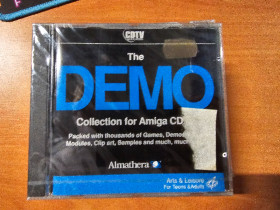 CDTV
The
DEMO
Collection for Amiga CD
Packed with thousands of Games, Demos
Modules, Clip art, Samples and much, much
Almathera
Arts & Leisure
For Teens & Adults